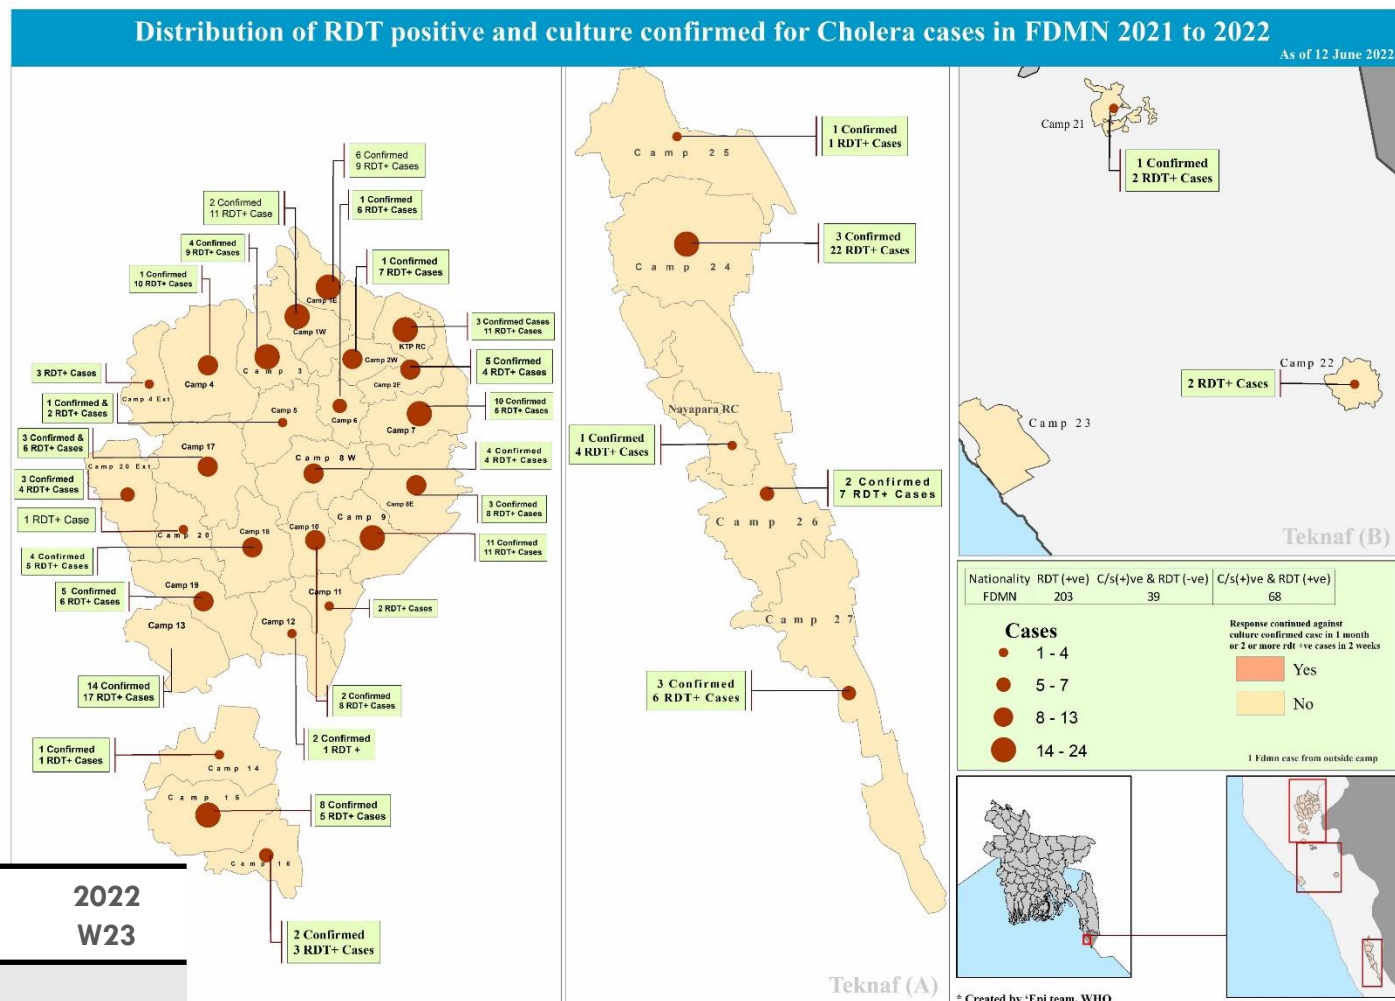 Distribution of RDT positive and culture confirmed for Cholera cases in FDMN 2021 to 2022
As of 12 June 2022
6 Confirmed
9 RDT+ Cases
2 Confirmed
11 RDT+ Case
1 Confirmed
6 RDT+ Cases
4 Confirmed
9 RDT+ Cases
1 Confirmed
7 RDT+ Cases
1 Confirmed
10 RDT+ Cases
Camp 1E
Camp 1W
3 Confirmed Cases
11 RDT+ Cases
KTP RC
Camp 2W
5 Confirmed
4 RDT+ Cases
3 RDT+ Cases
Camp 4
Camp 3
Camp 2E
Camp 4 Ext
1 Confirmed &
2 RDT+ Cases
Camp 5
Camp 6
Camp 7
10 Confirmed
5 RDT+ Cases
3 Confirmed &
6 RDT+ Cases
Camp 17
Camp 8W
4 Confirmed
4 RDT+ Cases
Camp 20 Ext
3 Confirmed
4 RDT+ Cases
Camp 8E
3 Confirmed
8 RDT+ Cases
1 RDT+ Case
Camp 20
Camp 18
Camp 10
Camp 9
11 Confirmed
11 RDT+ Cases
4 Confirmed
5 RDT+ Cases
Camp 19
5 Confirmed
6 RDT+ Cases
Camp 11
2 RDT+ Cases
Camp 13
Camp 12
14 Confirmed
17 RDT+ Cases
2 Confirmed
8 RDT+ Cases
2 Confirmed
1 RDT +
1 Confirmed
1 RDT+ Cases
Camp 14
Camp 15
8 Confirmed
5 RDT+ Cases
Camp 16
2 Confirmed
3 RDT+ Cases
2022
W23
1 Confirmed
1 RDT+ Cases
Camp 25
3 Confirmed
22 RDT+ Cases
Camp 24
Nayapara RC
1 Confirmed
4 RDT+ Cases
2 Confirmed
7 RDT+ Cases
Camp 26
Camp 27
3 Confirmed
6 RDT+ Cases
Teknaf (A)
Camp 21
1 Confirmed
2 RDT+ Cases
Camp 22
2 RDT+ Cases
Camp 23
Teknaf (B)
Nationality RDT (+ve) C/s(+)ve & RDT (-ve) C/s(+)ve & RDT (+ve)
FDMN 203 39 68
Cases
1 - 4
5 - 7
8 - 13
14 - 24
Response continued against
culture confirmed case in 1 month
or 2 or more rdt +ve cases in 2 weeks
Yes
No
1 Fdmn case from outside camp
* Created by 'Epi team, WHO